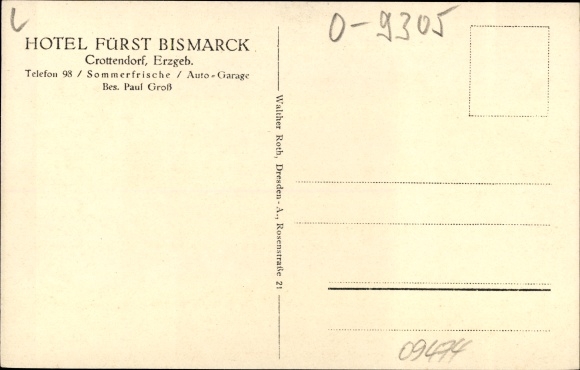 HOTEL FÜRST BISMARCK
Crottendorf, Erzgeb.
Telefon 98 / Sommerfrische / Auto-Garage
Bes. Paul Groß
O-9305
Walther Roth, Dresden-A., Rosenstraße 21
09474